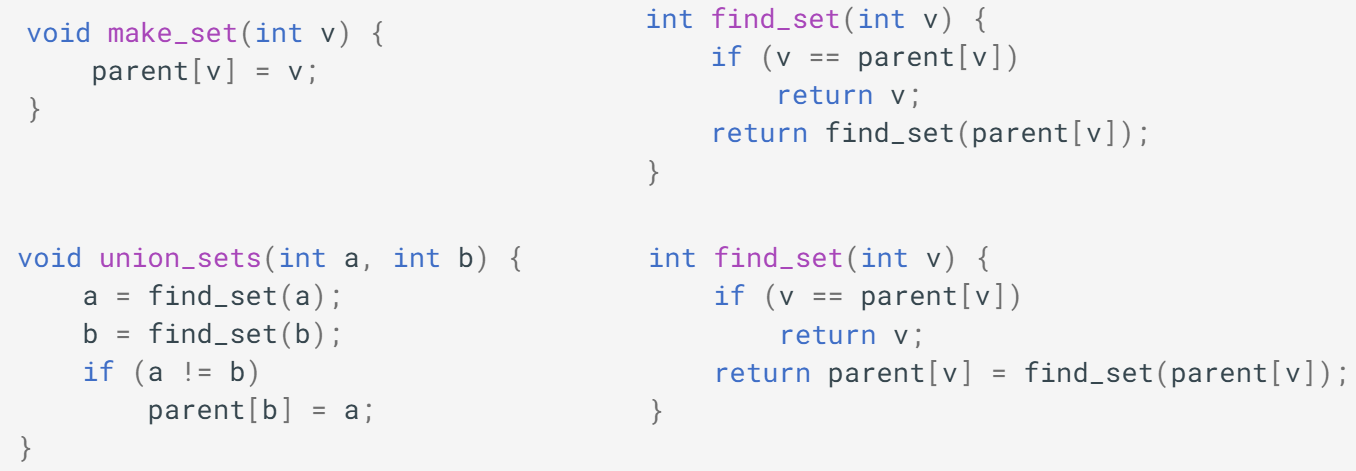 void make_set(int v) {
    parent[v] = v;
}
int find_set(int v) {
    if (v == parent[v])
        return v;
    return find_set(parent[v]);
}
void union_sets(int a, int b) {
    a = find_set(a);
    b = find_set(b);
    if (a != b)
        parent[b] = a;
}
int find_set(int v) {
    if (v == parent[v])
        return v;
    return parent[v] = find_set(parent[v]);
}